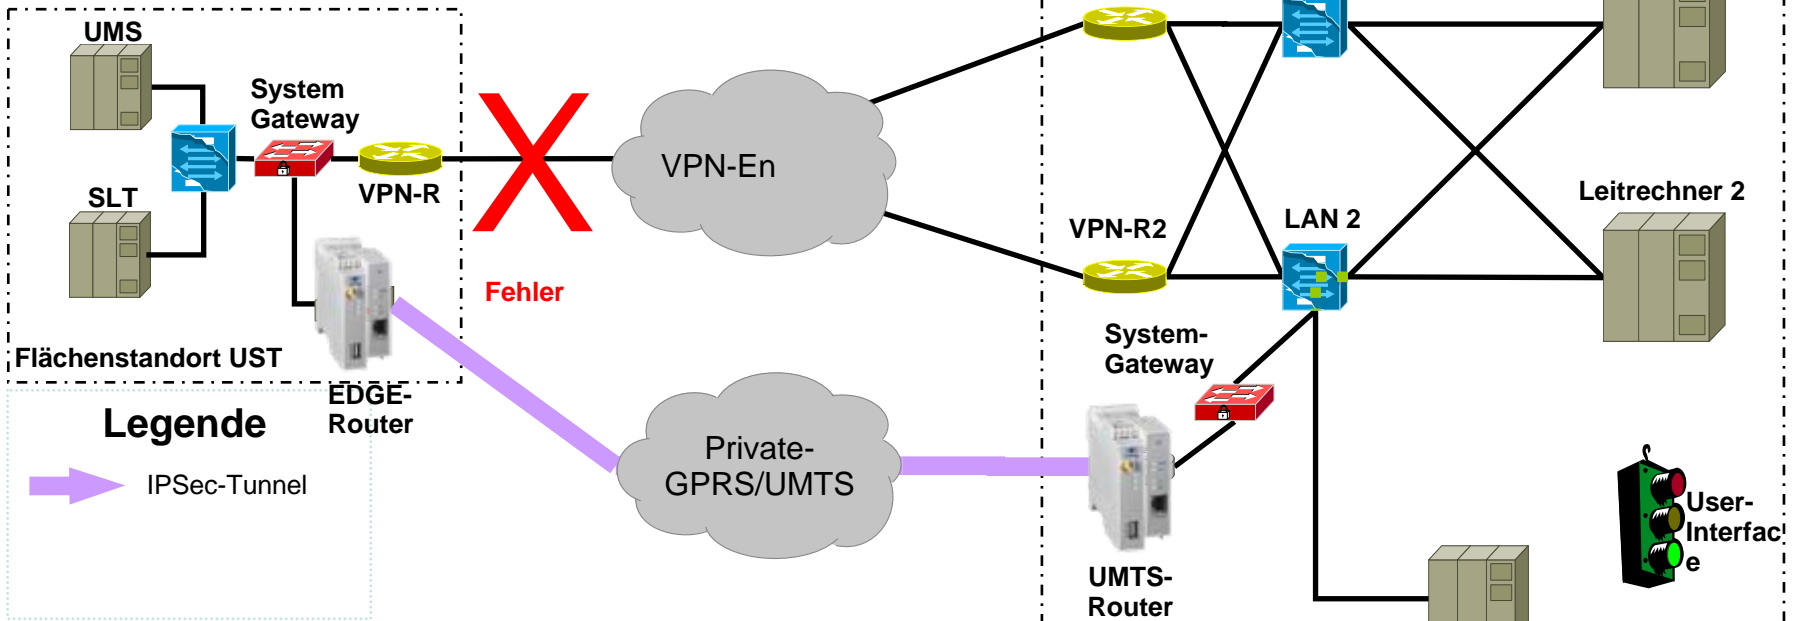 UMS
System
Gateway
SLT
VPN-R
Fehler
Flächenstandort UST
EDGE-
Router
Legende
IPSec-Tunnel
VPN-En
Private-
GPRS/UMTS
VPN-R2
LAN 2
Leitrechner 2
System-
Gateway
UMTS-
Router
User-
Interfac
e